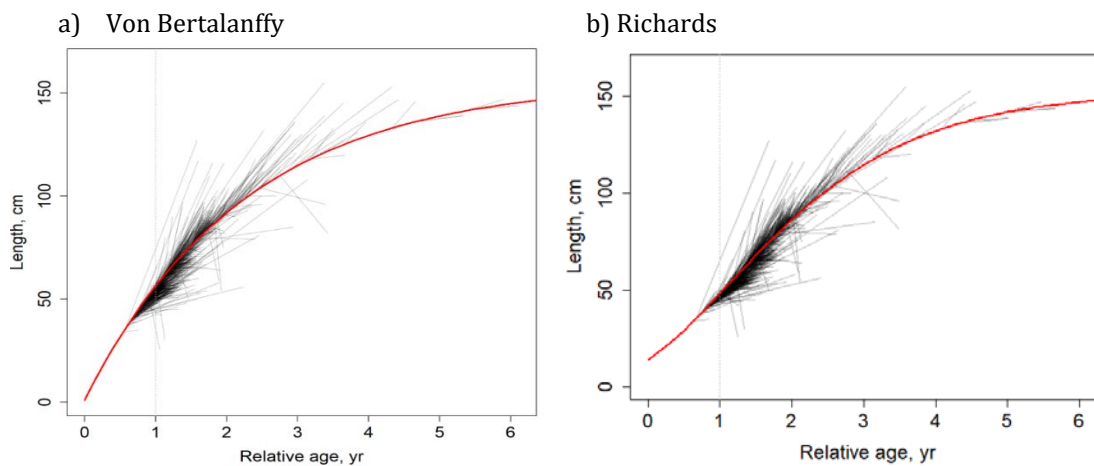 a) Von Bertalanffy
b) Richards
150
100
50
0
Length, cm
0 1 2 3 4 5 6
Relative age, yr
150
100
50
0
Length, cm
0 1 2 3 4 5 6
Relative age, yr